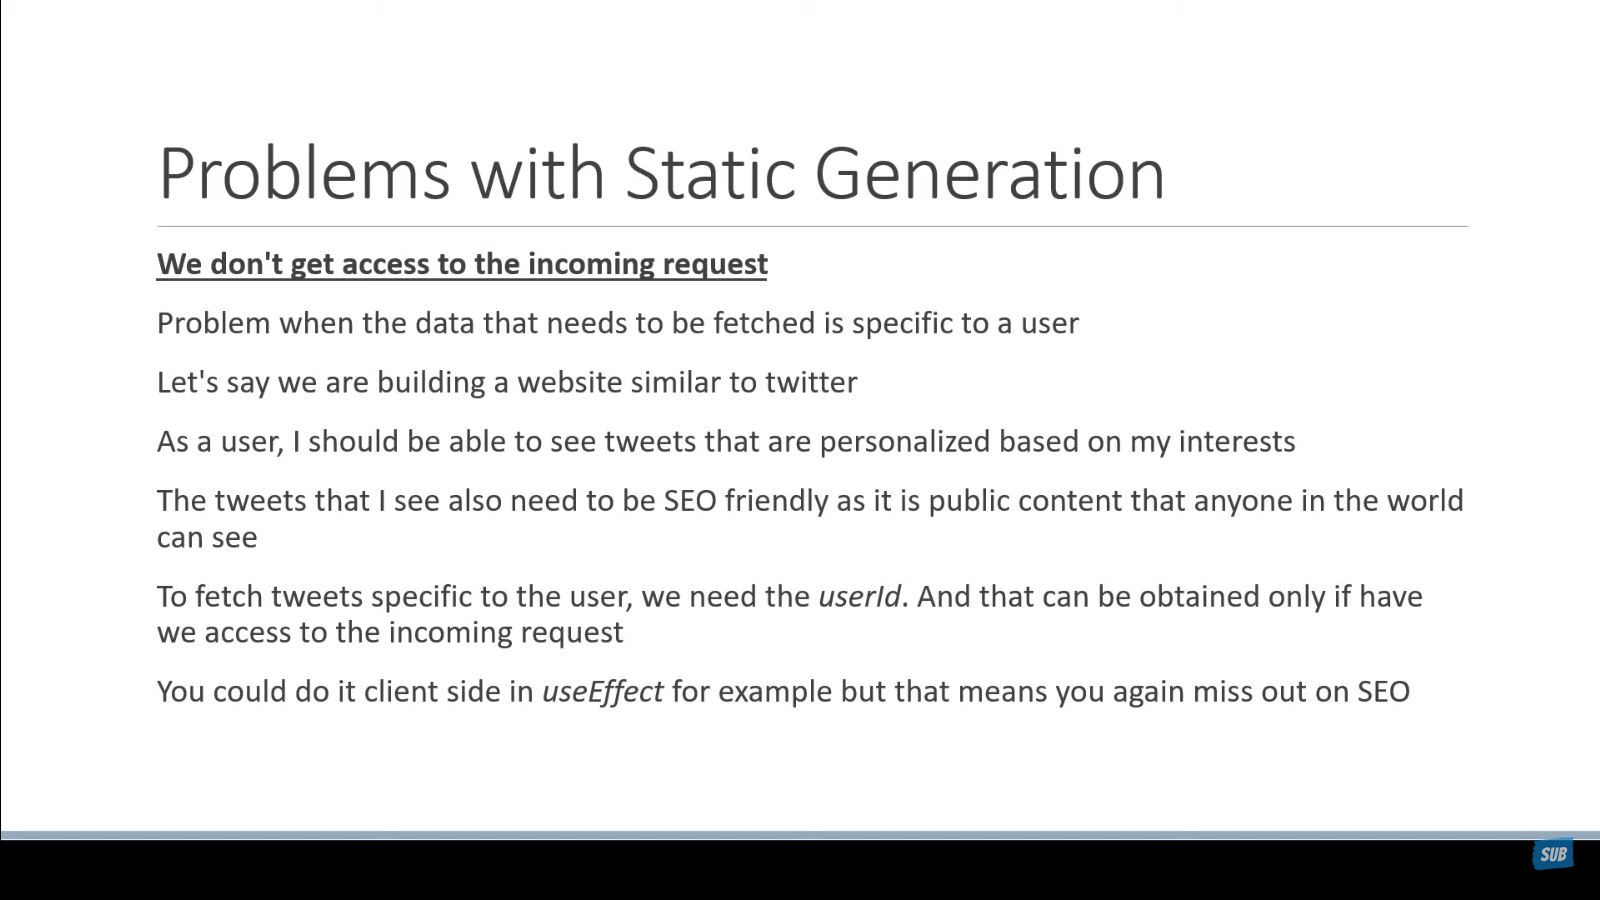 Problems with Static Generation
We don't get access to the incoming request
Problem when the data that needs to be fetched is specific to a user
Let's say we are building a website similar to twitter
As a user, I should be able to see tweets that are personalized based on my interests
The tweets that I see also need to be SEO friendly as it is public content that anyone in the world
can see
To fetch tweets specific to the user, we need the userId. And that can be obtained only if have
we access to the incoming request
You could do it client side in useEffect for example but that means you again miss out on SEO
SUB